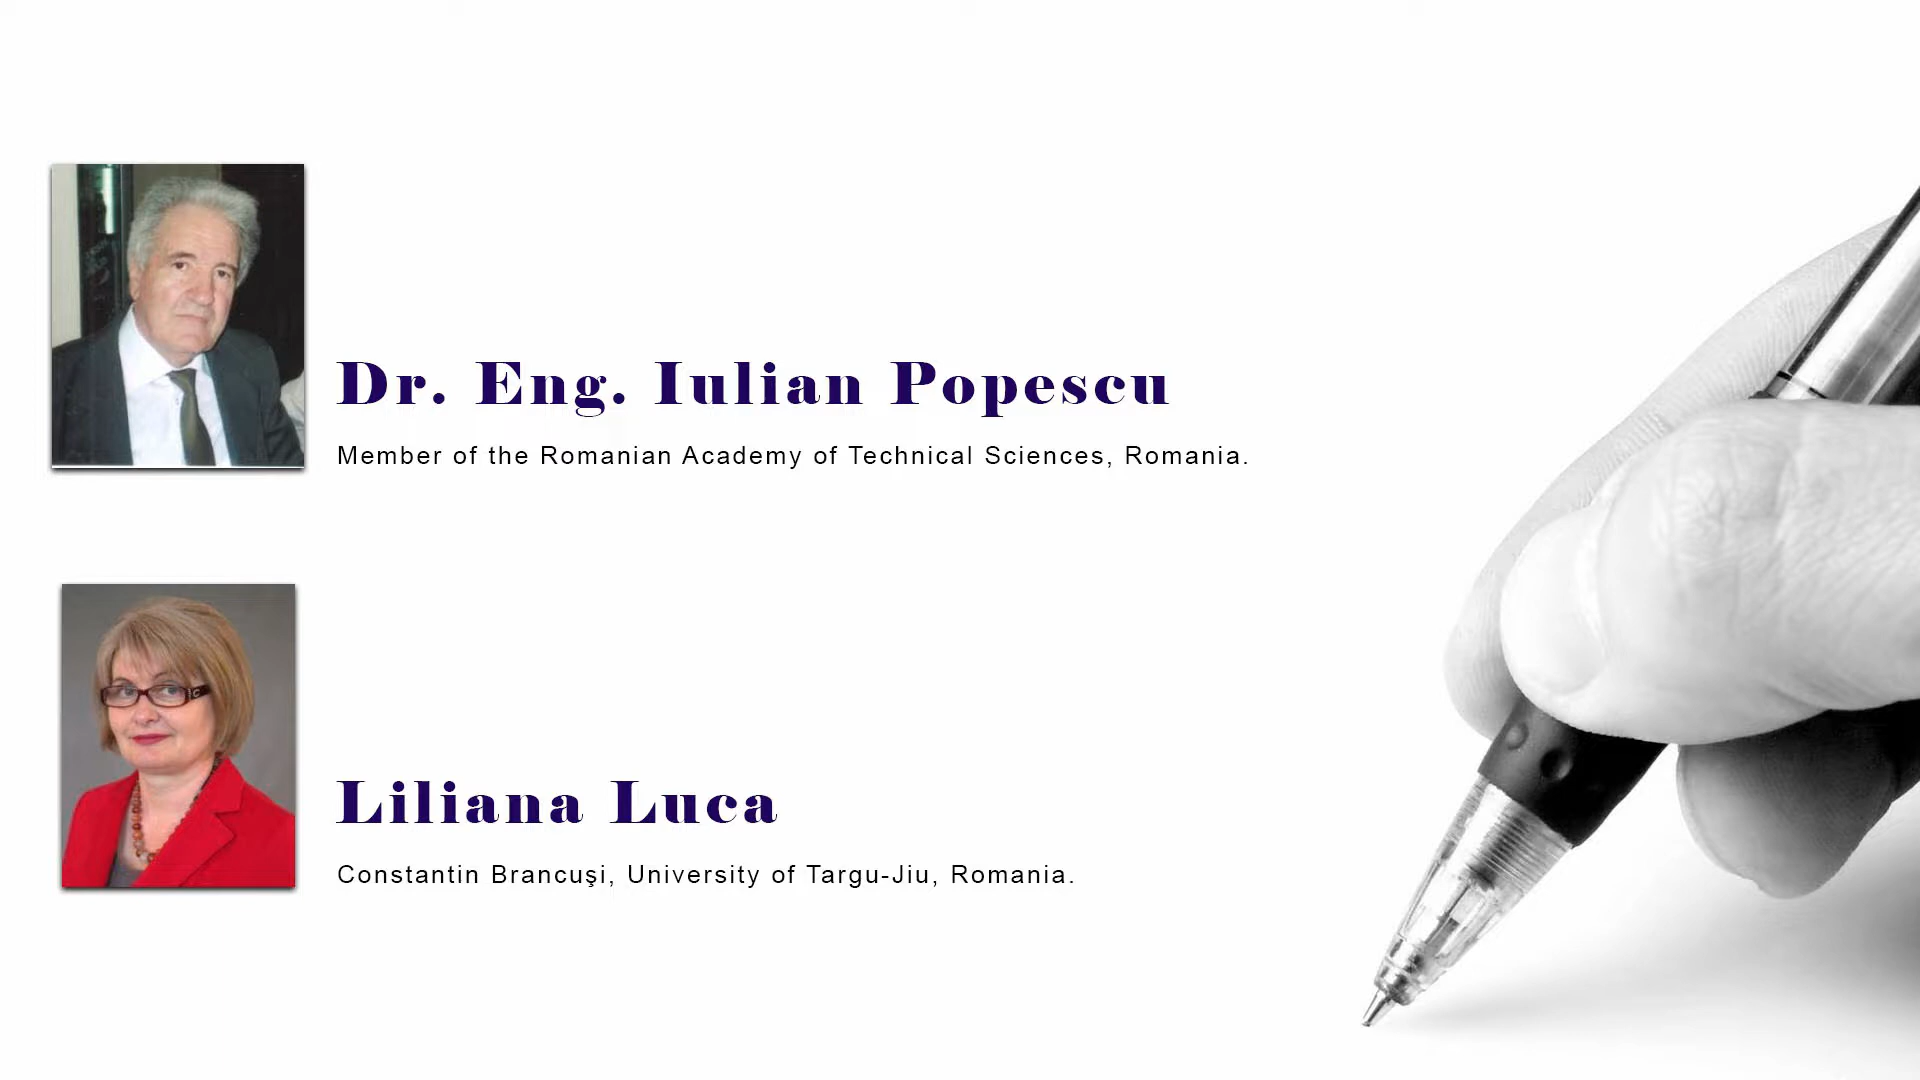 Dr. Eng. Iulian Popescu
Member of the Romanian Academy of Technical Sciences, Romania.
Liliana Luca
Constantin Brancuşi, University of Targu-Jiu, Romania.